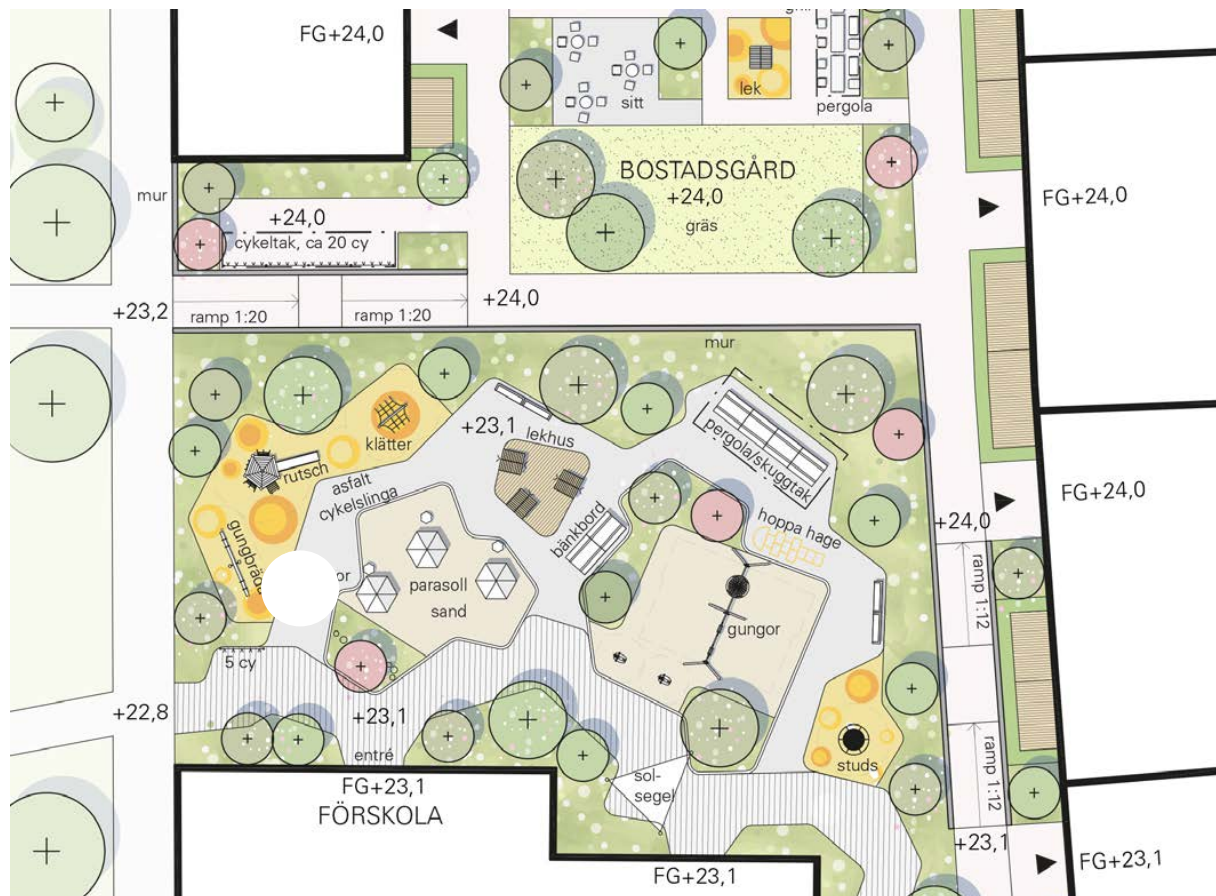 FG+24,0
sitt
lek
pergola
BOSTADSGÅRD
+24,0
gräs
mur
+24,0
cykeltak, ca 20 cy
FG+24,0
+23,2
ramp 1:20
ramp 1:20
+24,0
mur
klätter
+23,1
lekhus
pergola/skuggtak
rutsch
asfalt
cykelslinga
bänkbord
hoppa hage
FG+24,0
+24,0
gungbräda
parasoll
sand
gungor
ramp 1:12
5 cy
+22,8
+23,1
entré
sol-
segel
studs
ramp 1:12
FG+23,1
FÖRSKOLA
+23,1
FG+23,1
FG+23,1